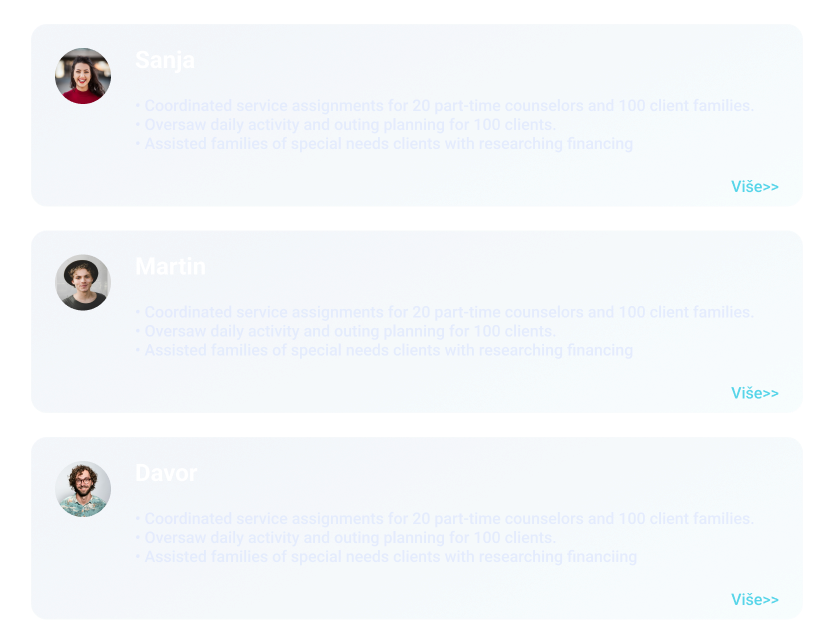 Sanja
• Coordinated service assignments for 20 part-time counselors and 100 client families.
• Oversaw daily activity and outing planning for 100 clients.
• Assisted families of special needs clients with researching financing
Više>>
Martin
• Coordinated service assignments for 20 part-time counselors and 100 client families.
• Oversaw daily activity and outing planning for 100 clients.
• Assisted families of special needs clients with researching financing
Više>>
Davor
• Coordinated service assignments for 20 part-time counselors and 100 client families.
• Oversaw daily activity and outing planning for 100 clients.
• Assisted families of special needs clients with researching financiing
Više>>